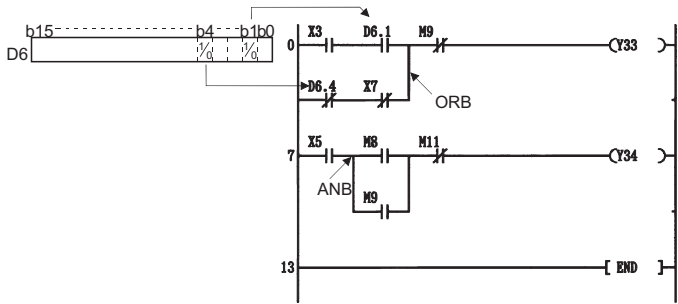 b15 b4 b1 b0
D6 1/0 1/0
X3 D6.1 M9
0 Y33
D6.4 X7
ORB
X5 M8 M11
7 Y34
ANB
M9
13 END